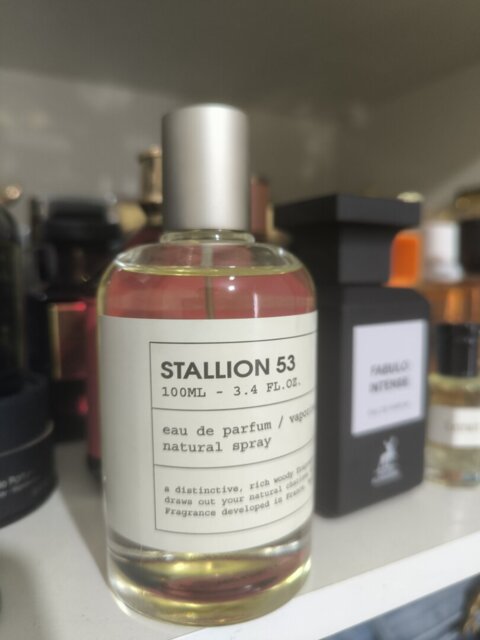 STALLION 53
100ML - 3.4 FL.OZ.
eau de parfum /
natural spray
a distinctive, rich woody
draws out your natural
Fragrance developed in France,
FABULO
INTENSE